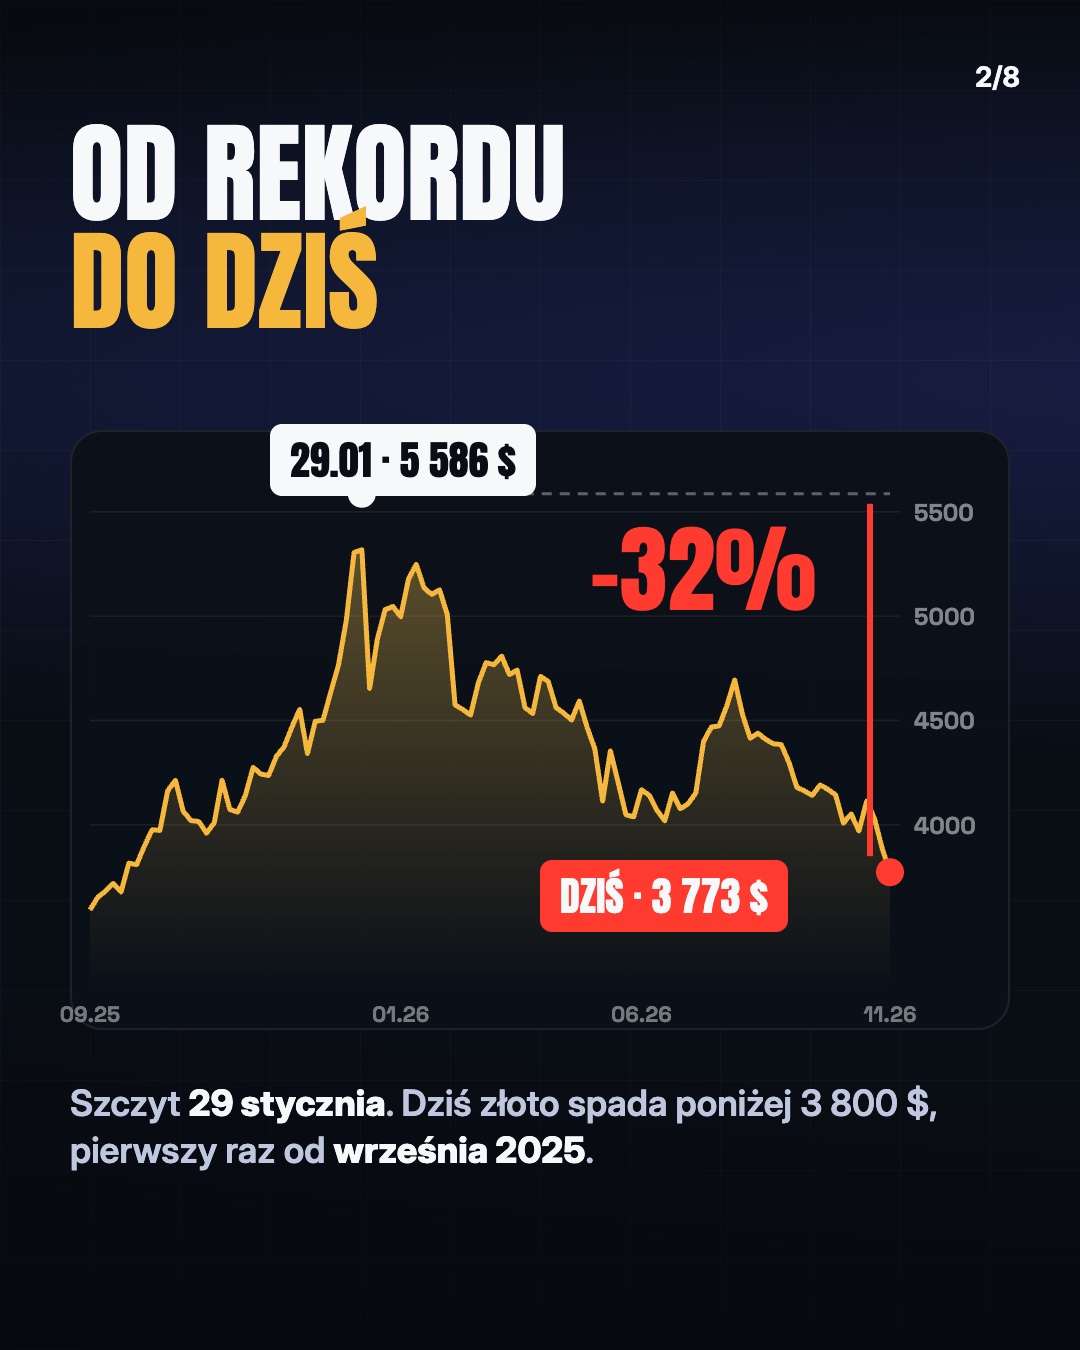 2/8
OD REKORDU
DO DZIŚ
29.01 · 5 586 $
5500
-32%
5000
4500
4000
DZIŚ · 3 773 $
09.25
01.26
06.26
11.26
Szczyt 29 stycznia. Dziś złoto spada poniżej 3 800 $,
pierwszy raz od września 2025.